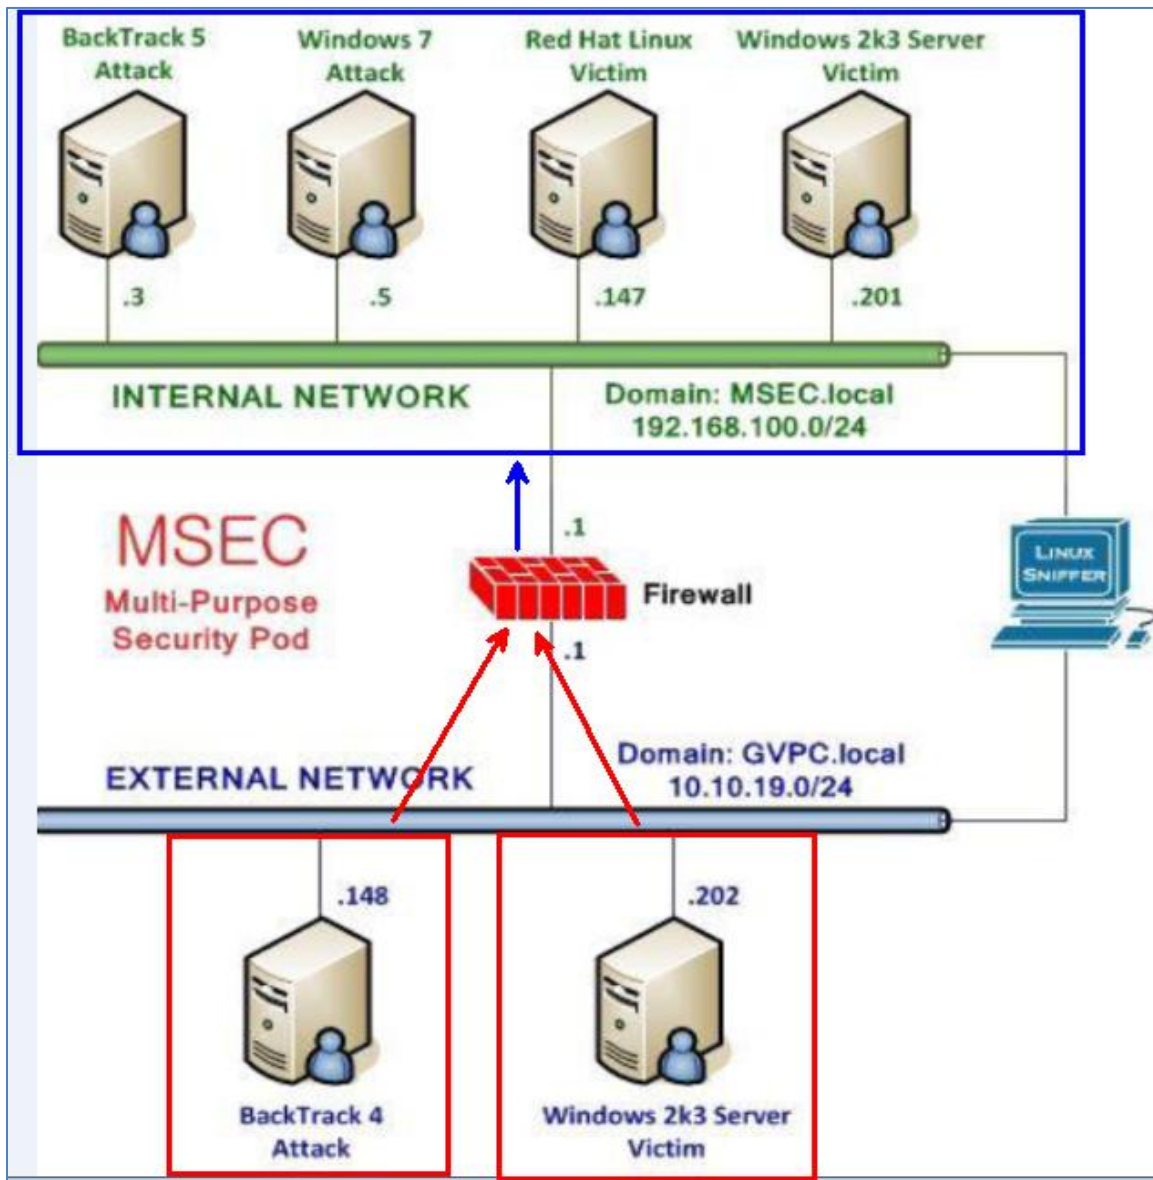 BackTrack 5
Attack
Windows 7
Attack
Red Hat Linux
Victim
Windows 2k3 Server
Victim
.3
.5
.147
.201
INTERNAL NETWORK
Domain: MSEC.local
192.168.100.0/24
.1
MSEC
Multi-Purpose
Security Pod
Firewall
LINUX
SNIFFER
.1
Domain: GVPC.local
10.10.19.0/24
EXTERNAL NETWORK
.148
.202
BackTrack 4
Attack
Windows 2k3 Server
Victim